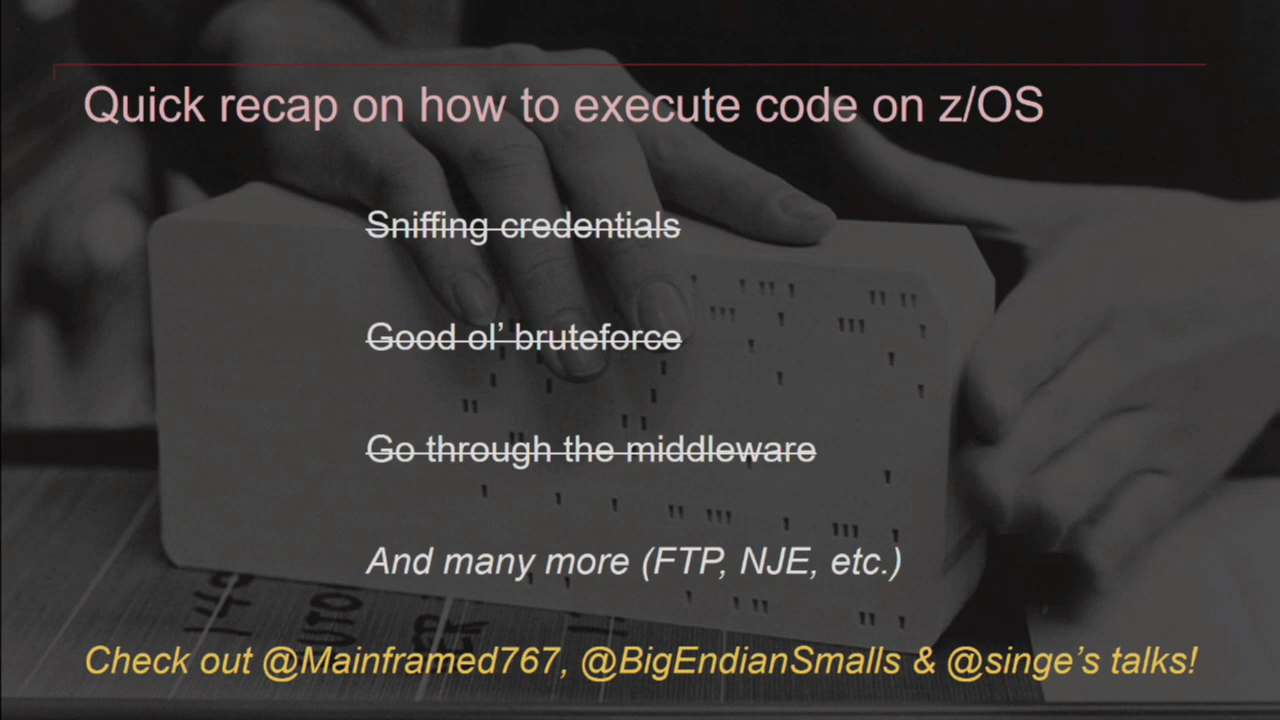 Quick recap on how to execute code on z/OS
Sniffing credentials
Good ol’ bruteforce
Go through the middleware
And many more (FTP, NJE, etc.)
Check out @Mainframed767, @BigEndianSmalls & @singe’s talks!